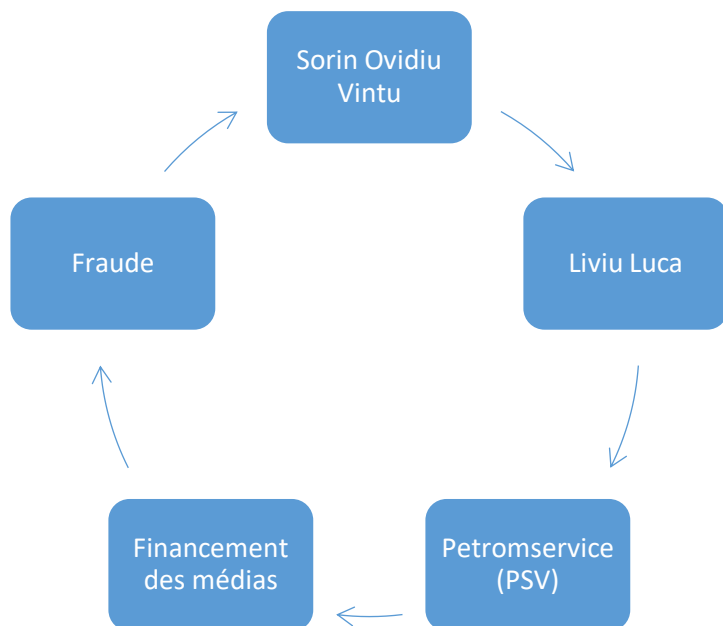 Sorin Ovidiu
Vintu
Liviu Luca
Petromservice
(PSV)
Financement
des médias
Fraude